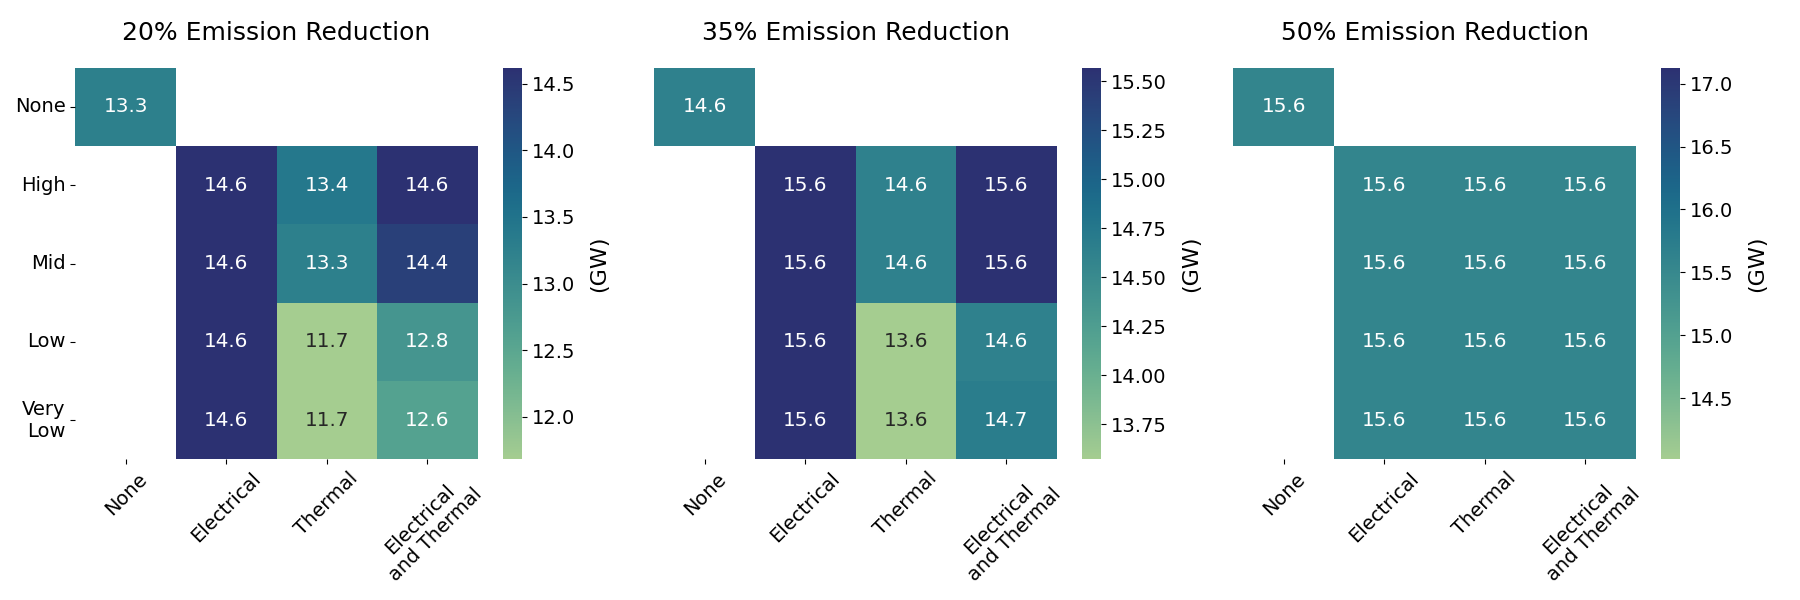 20% Emission Reduction
35% Emission Reduction
50% Emission Reduction
None
High
Mid
Low
Very
Low
13.3
14.6 13.4 14.6
14.6 13.3 14.4
14.6 11.7 12.8
14.6 11.7 12.6
None
Electrical
Thermal
Electrical
and Thermal
14.5
14.0
13.5
13.0
12.5
12.0
(GW)
14.6
15.6 14.6 15.6
15.6 14.6 15.6
15.6 13.6 14.6
15.6 13.6 14.7
None
Electrical
Thermal
Electrical
and Thermal
15.50
15.25
15.00
14.75
14.50
14.25
14.00
13.75
(GW)
15.6
15.6 15.6 15.6
15.6 15.6 15.6
15.6 15.6 15.6
15.6 15.6 15.6
None
Electrical
Thermal
Electrical
and Thermal
17.0
16.5
16.0
15.5
15.0
14.5
(GW)